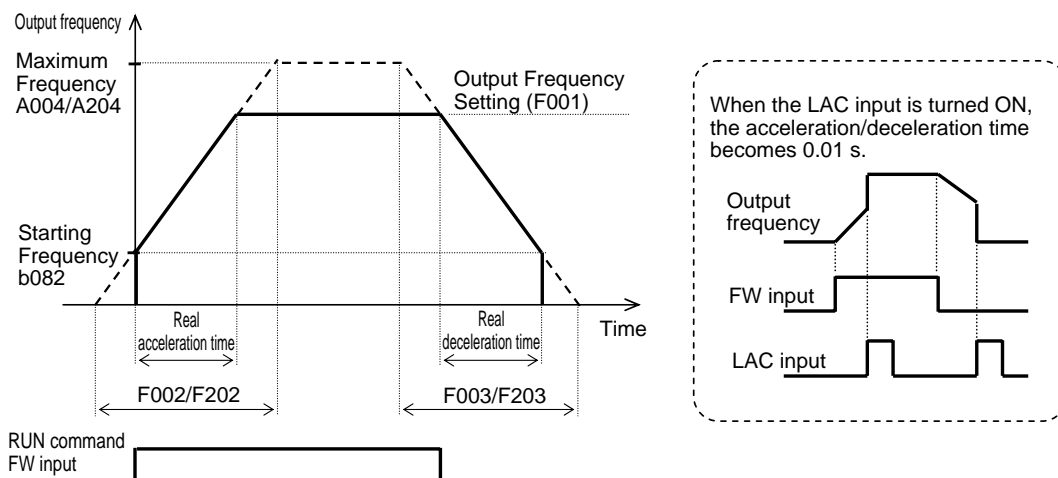 Output frequency
Maximum
Frequency
A004/A204
Output Frequency
Setting (F001)
Starting
Frequency
b082
Real
acceleration time
Real
deceleration time
Time
F002/F202
F003/F203
RUN command
FW input
When the LAC input is turned ON,
the acceleration/deceleration time
becomes 0.01 s.
Output
frequency
FW input
LAC input